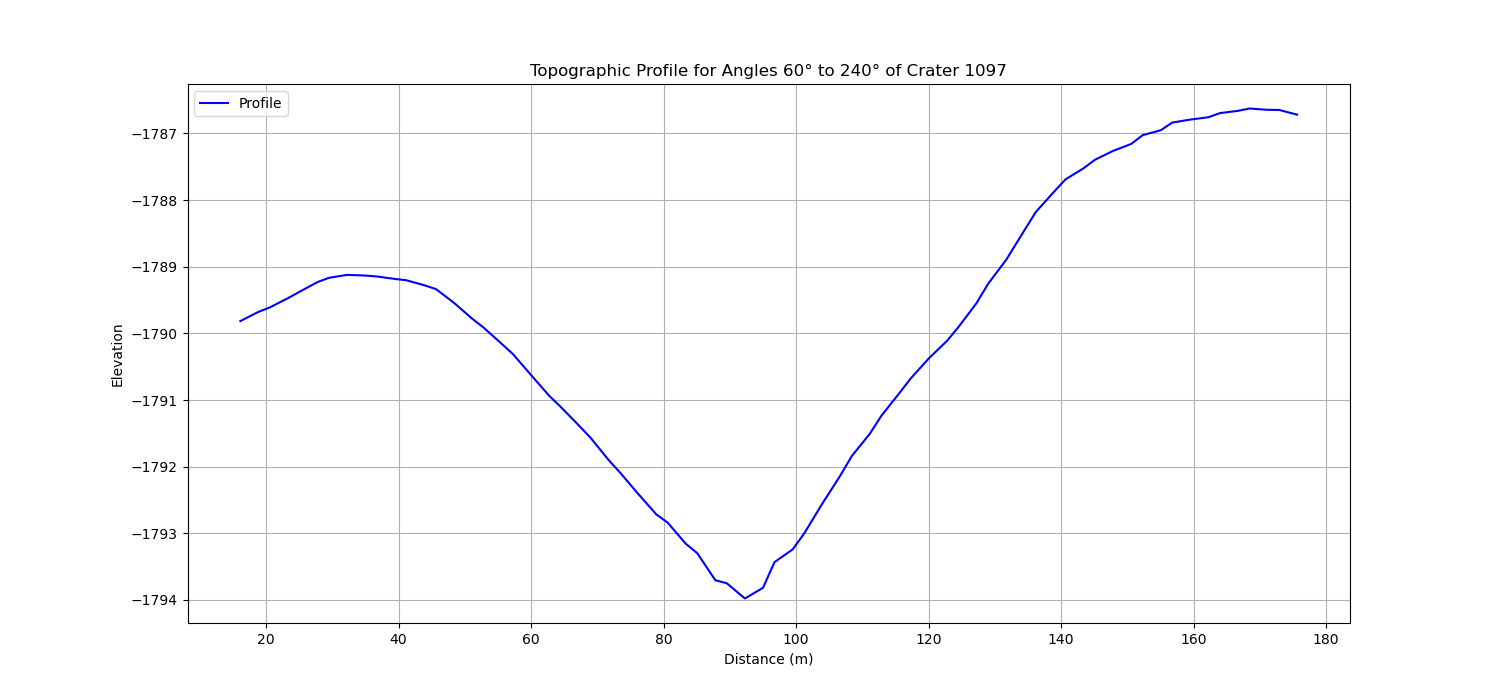 Topographic Profile for Angles 60° to 240° of Crater 1097
Profile
−1787
−1788
−1789
−1790
−1791
−1792
−1793
−1794
Elevation
20 40 60 80 100 120 140 160 180
Distance (m)